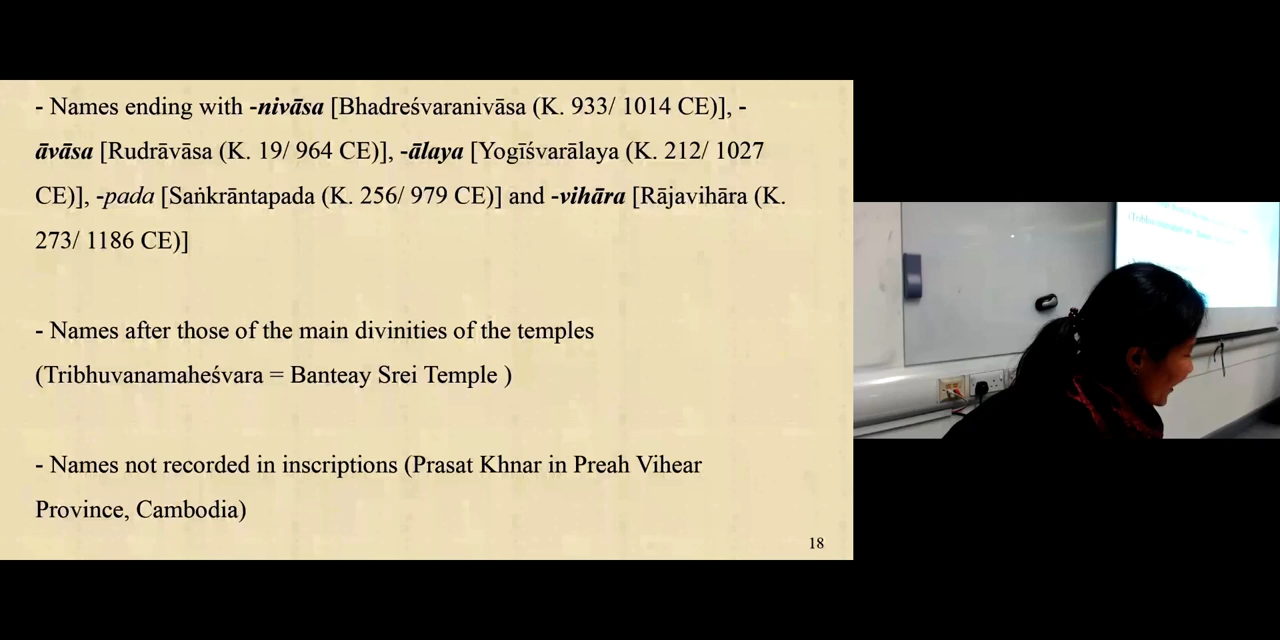 - Names ending with -nivāsa [Bhadreśvaranivāsa (K. 933/ 1014 CE)], -
āvāsa [Rudrāvāsa (K. 19/ 964 CE)], -ālaya [Yogīśvarālaya (K. 212/ 1027
CE)], -pada [Saṅkrāntapada (K. 256/ 979 CE)] and -vihāra [Rājavihāra (K.
273/ 1186 CE)]
- Names after those of the main divinities of the temples
(Tribhuvanamaheśvara = Banteay Srei Temple )
- Names not recorded in inscriptions (Prasat Khnar in Preah Vihear
Province, Cambodia)
18